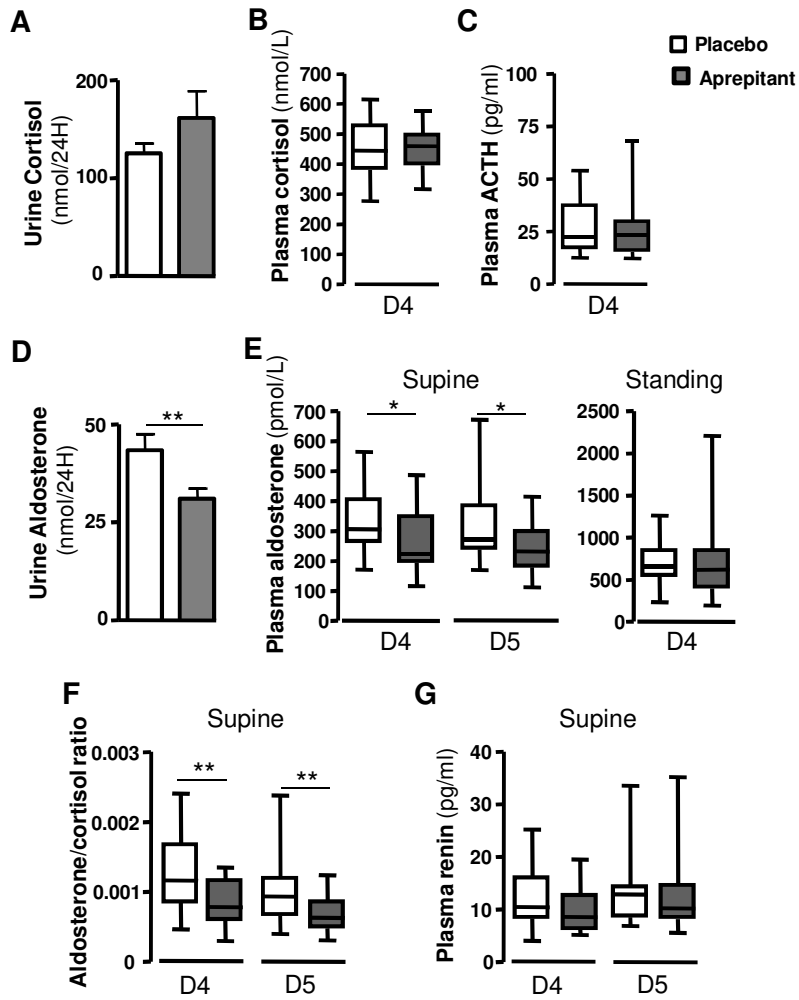 A
Urine Cortisol
(nmol/24H)
200
100
0
B
Plasma cortisol (nmol/L)
700
600
500
400
300
200
100
0
D4
C
Plasma ACTH (pg/ml)
100
75
50
25
0
D4
Placebo
Aprepitant
D
Urine Aldosterone
(nmol/24H)
50
25
0
**
E
Plasma aldosterone (pmol/L)
Supine
700
600
500
400
300
200
100
0
*
*
D4
D5
Standing
2500
2000
1500
1000
500
0
D4
F
Aldosterone/cortisol ratio
Supine
0.003
0.002
0.001
0
**
**
D4
D5
G
Plasma renin (pg/ml)
Supine
40
30
20
10
0
D4
D5